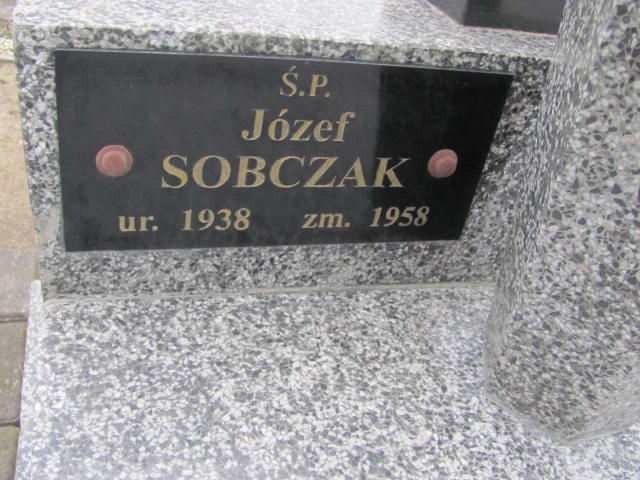 Ś.P.
Józef
SOBCZAK
ur. 1938 zm. 1958